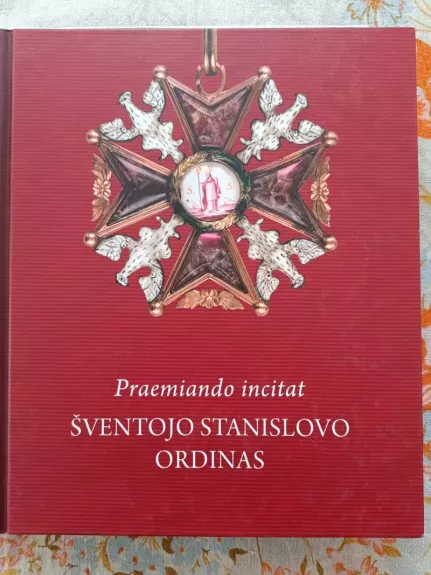 S S
Praemiando incitat
ŠVENTOJO STANISLOVO
ORDINAS